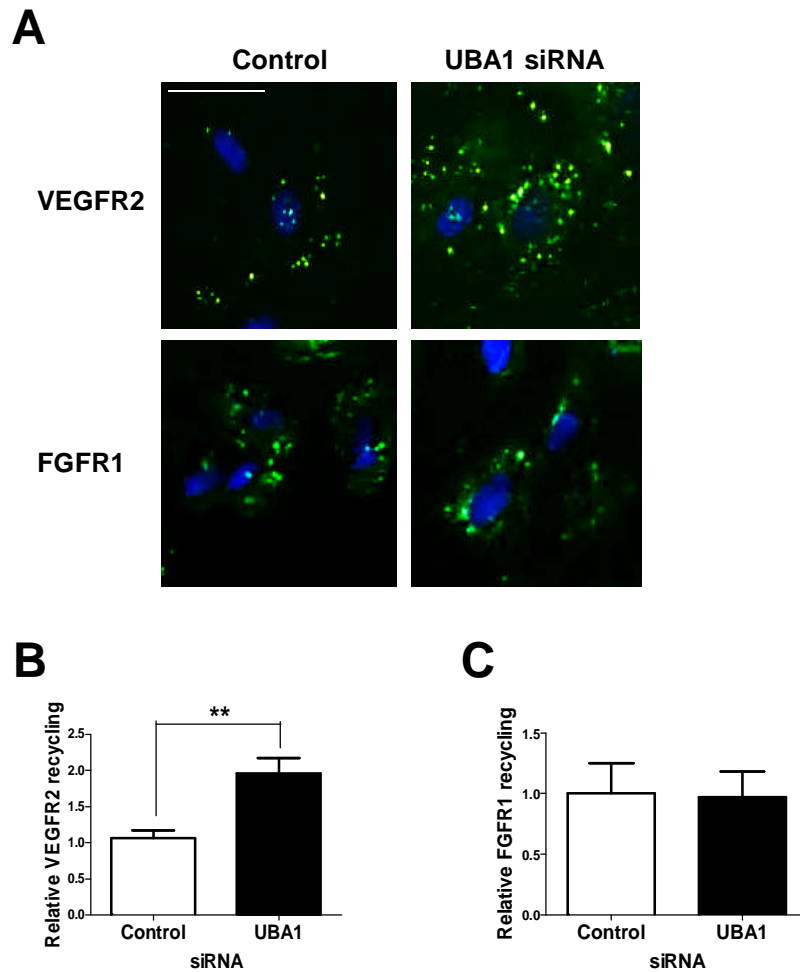 A
Control UBA1 siRNA
VEGFR2
FGFR1
B
Relative VEGFR2 recycling
2.5
2.0
1.5
1.0
0.5
0.0
**
Control UBA1
siRNA
C
Relative FGFR1 recycling
1.5
1.0
0.5
0.0
Control UBA1
siRNA